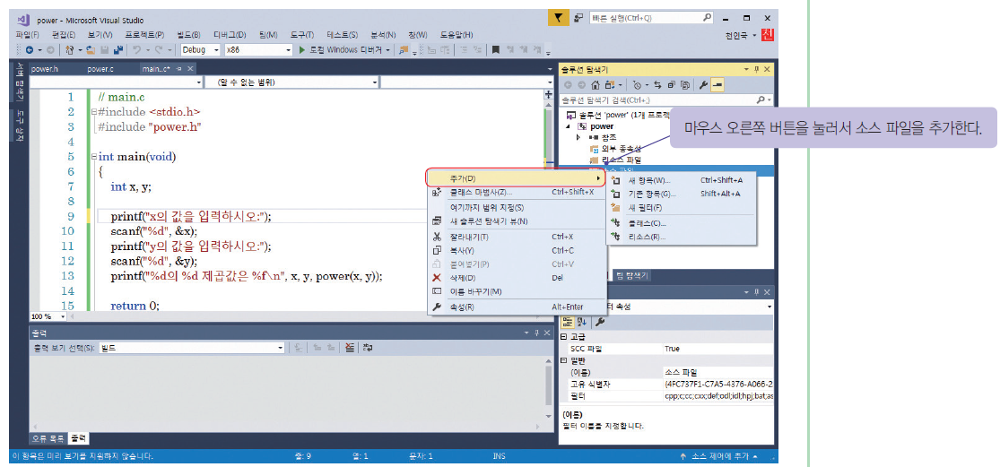 power - Microsoft Visual Studio
빠른 실행(Ctrl+Q)
파일(F) 편집(E) 보기(V) 프로젝트(P) 빌드(B) 디버그(D) 팀(M) 도구(T) 테스트(S) 분석(N) 창(W) 도움말(H)
천인국
Debug x86 로컬 Windows 디버거
서버 탐색기
도구 상자
power.h power.c main.c*
(알 수 없는 범위)
1 // main.c
2 #include <stdio.h>
3 #include "power.h"
4
5 int main(void)
6 {
7 int x, y;
8
9 printf("x의 값을 입력하시오:");
10 scanf("%d", &x);
11 printf("y의 값을 입력하시오:");
12 scanf("%d", &y);
13 printf("%d의 %d 제곱값은 %f\n", x, y, power(x, y));
14
15 return 0;
100 %
솔루션 탐색기
솔루션 탐색기 검색(Ctrl+;)
솔루션 'power' (1개 프로젝
power
참조
외부 종속성
리소스 파일
소스 파일
마우스 오른쪽 버튼을 눌러서 소스 파일을 추가한다.
추가(D)
클래스 마법사(Z)... Ctrl+Shift+X
여기까지 범위 지정(S)
새 솔루션 탐색기 뷰(N)
잘라내기(T) Ctrl+X
복사(Y) Ctrl+C
붙여넣기(P) Ctrl+V
삭제(D) Del
이름 바꾸기(M)
속성(R) Alt+Enter
새 항목(W)... Ctrl+Shift+A
기존 항목(G)... Shift+Alt+A
새 필터(F)
클래스(C)...
리소스(R)...
팀 탐색기
터 속성
고급
SCC 파일 True
일반
(이름) 소스 파일
고유 식별자 {4FC737F1-C7A5-4376-A066-2
필터 cpp;c;cc;cxx;def;odl;idl;hpj;bat;as
(이름)
필터 이름을 지정합니다.
출력
출력 보기 선택(S): 빌드
오류 목록 출력
이 항목은 미리 보기를 지원하지 않습니다. 줄: 9 열: 1 문자: 1 INS 소스 제어에 추가